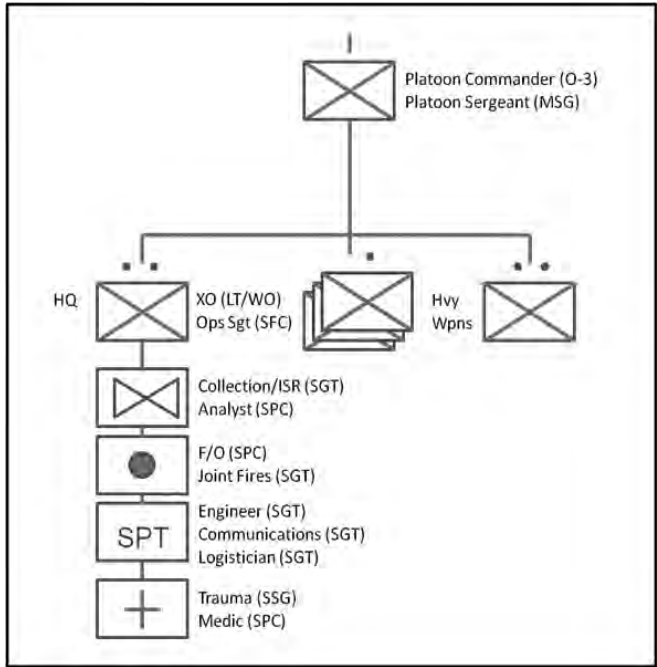 Platoon Commander (O-3)
Platoon Sergeant (MSG)
HQ
XO (LT/WO)
Ops Sgt (SFC)
Hvy
Wpns
Collection/ISR (SGT)
Analyst (SPC)
F/O (SPC)
Joint Fires (SGT)
SPT
Engineer (SGT)
Communications (SGT)
Logistician (SGT)
Trauma (SSG)
Medic (SPC)